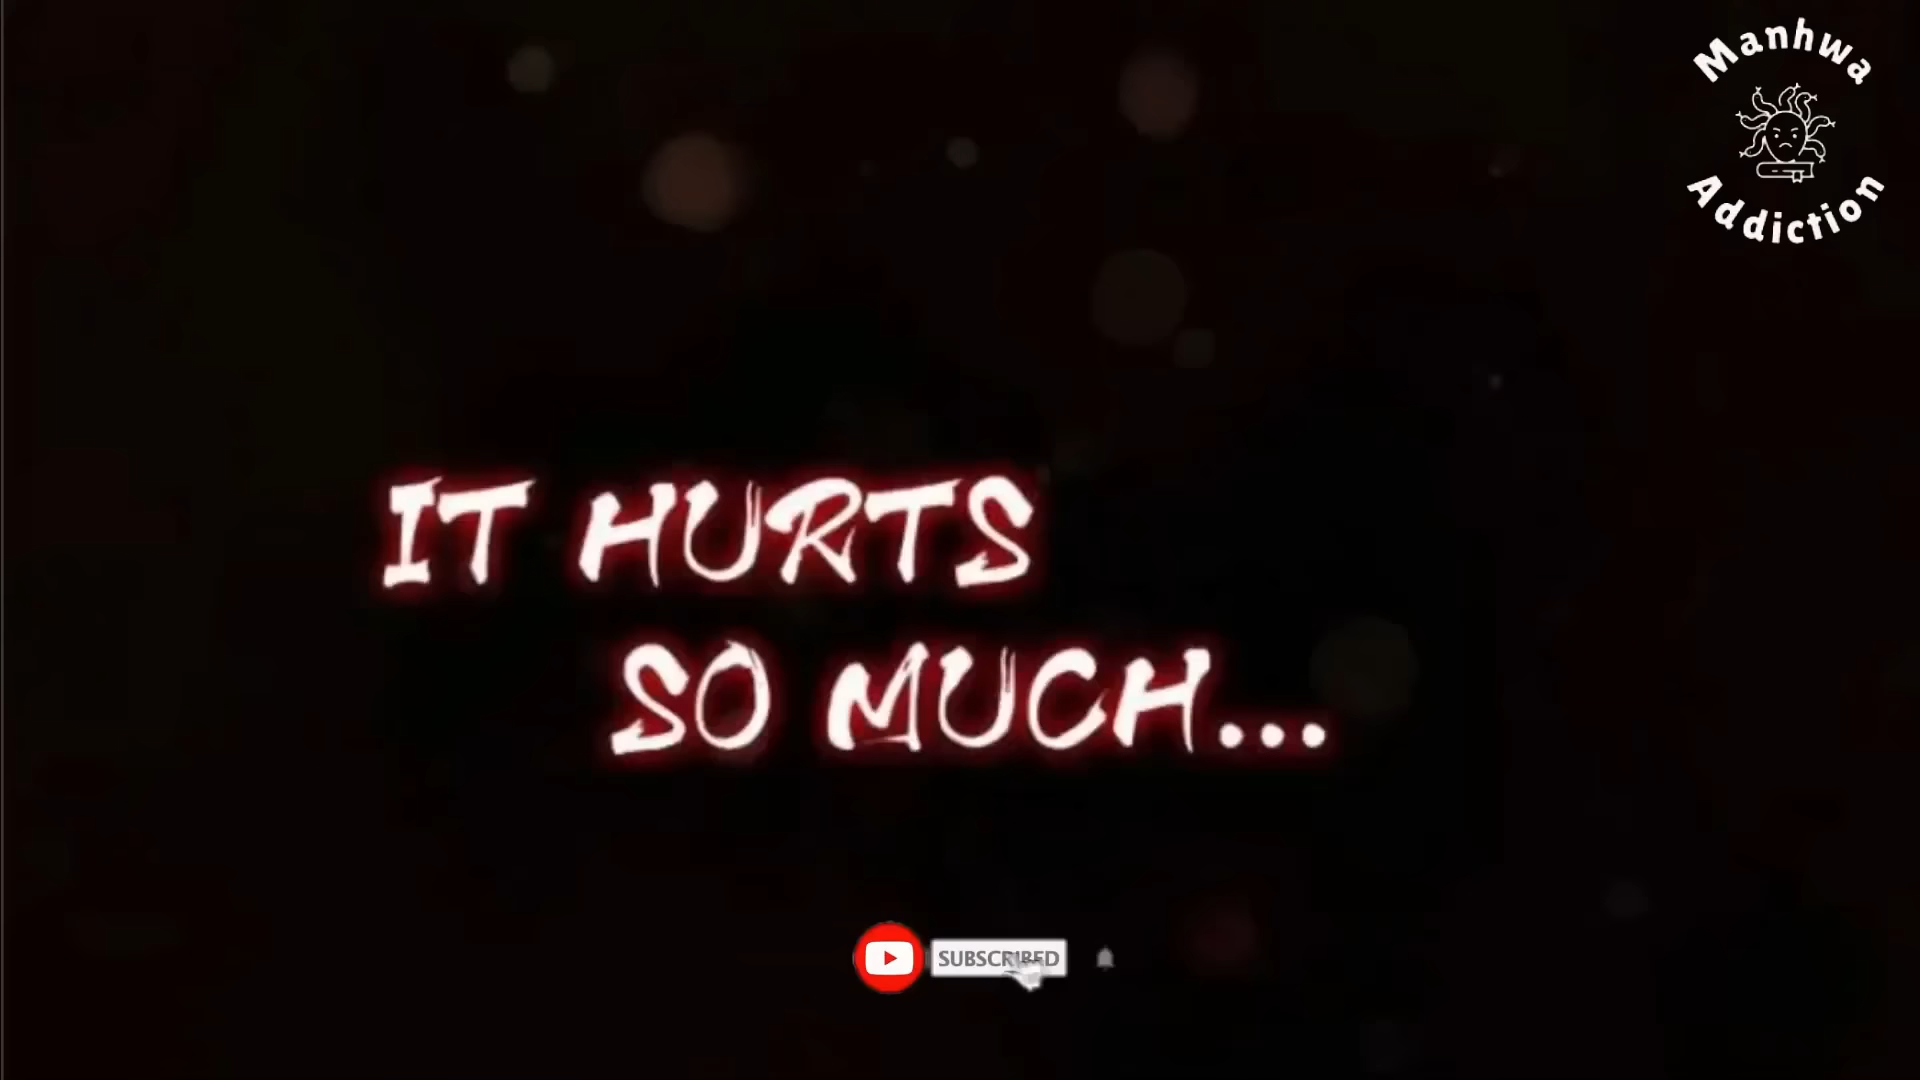 Manhwa
Addiction
IT HURTS
SO MUCH...
SUBSCRIBED